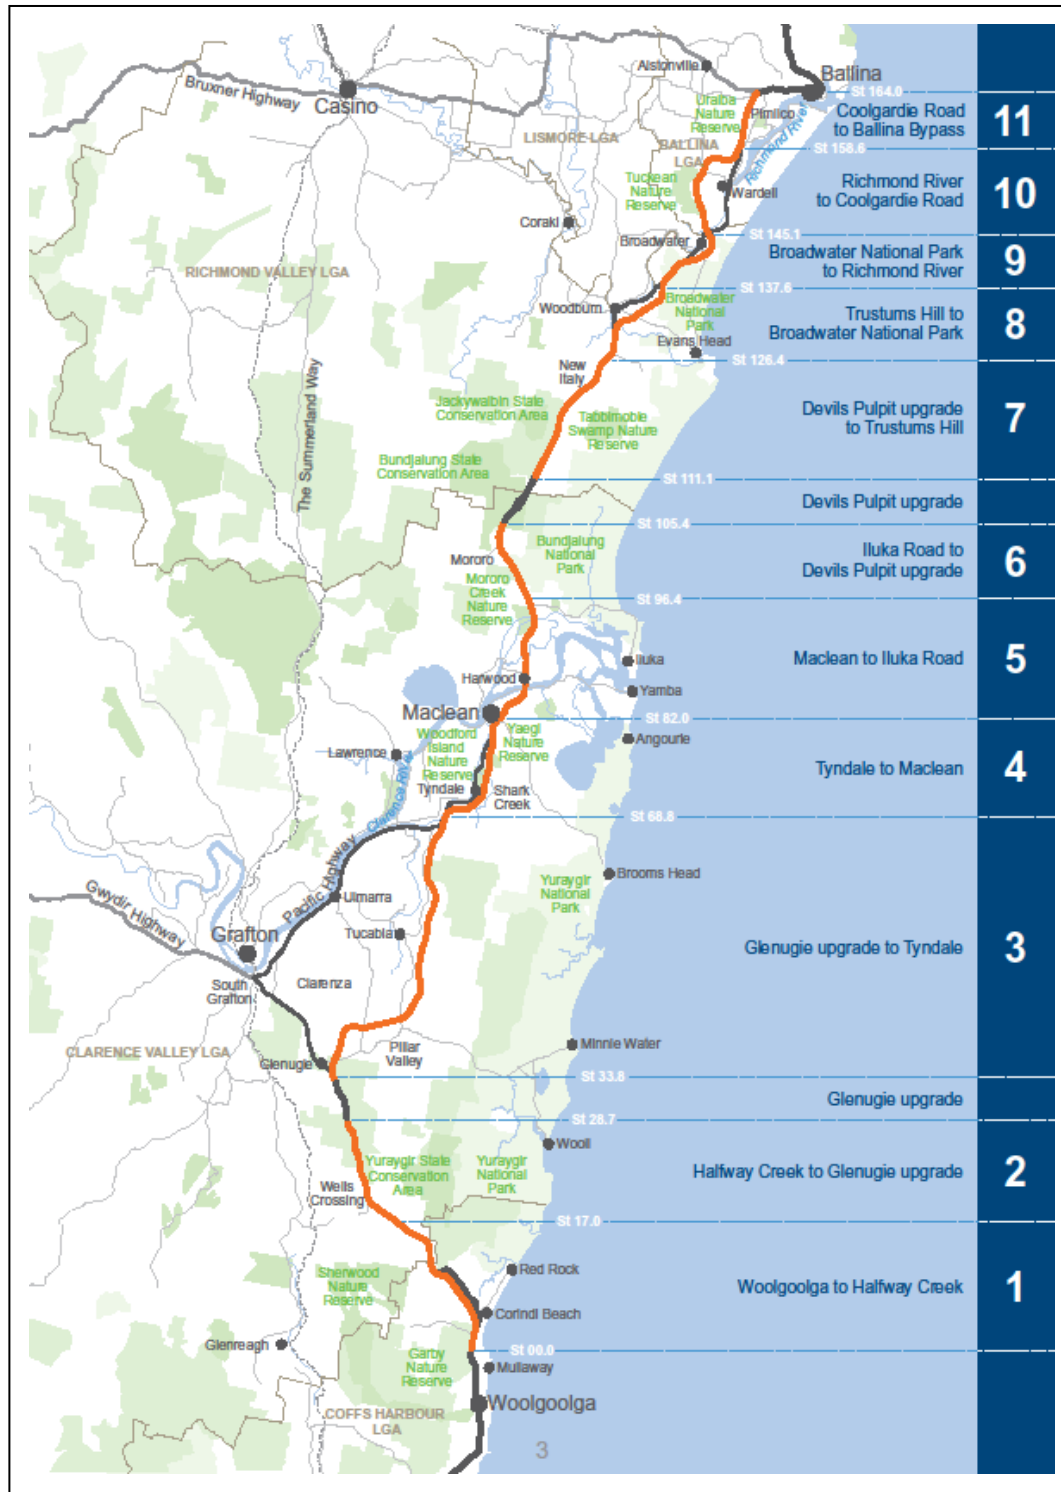 Ballina
Alstonville
St 164.0
Bruxner Highway
Casino
Uralba
Nature
Reserve
Pimlico
Coolgardie Road
to Ballina Bypass
11
LISMORE LGA
BALLINA
LGA
Richmond River
St 158.6
Tuckean
Nature
Reserve
Wardell
Richmond River
to Coolgardie Road
10
Coraki
Broadwater
St 145.1
Broadwater National Park
to Richmond River
9
RICHMOND VALLEY LGA
St 137.6
Woodburn
Broadwater
National
Park
Trustums Hill to
Broadwater National Park
8
Evans Head
St 126.4
New
Italy
The Summerland Way
Jackywalbin State
Conservation Area
Tabbimoble
Swamp Nature
Reserve
Devils Pulpit upgrade
to Trustums Hill
7
Bundjalung State
Conservation Area
St 111.1
Devils Pulpit upgrade
St 105.4
Bundjalung
National
Park
Mororo
Iluka Road to
Devils Pulpit upgrade
6
Mororo
Creek
Nature
Reserve
St 96.4
Iluka
Maclean to Iluka Road
5
Harwood
Yamba
Maclean
St 82.0
Woodford
Island
Nature
Reserve
Yaegl
Nature
Reserve
Angourie
Lawrence
Clarence River
Tyndale to Maclean
4
Tyndale
Shark
Creek
St 68.8
Pacific Highway
Brooms Head
Yuraygir
National
Park
Gwydir Highway
Ulmarra
Grafton
Tucabia
Glenugie upgrade to Tyndale
3
South
Grafton
Clarenza
CLARENCE VALLEY LGA
Pillar
Valley
Minnie Water
Glenugie
St 33.8
Glenugie upgrade
St 28.7
Wooli
Yuraygir State
Conservation
Area
Yuraygir
National
Park
Halfway Creek to Glenugie upgrade
2
Wells
Crossing
St 17.0
Sherwood
Nature
Reserve
Red Rock
Woolgoolga to Halfway Creek
1
Corindi Beach
Glenreagh
St 00.0
Garby
Nature
Reserve
Mullaway
Woolgoolga
COFFS HARBOUR
LGA
3